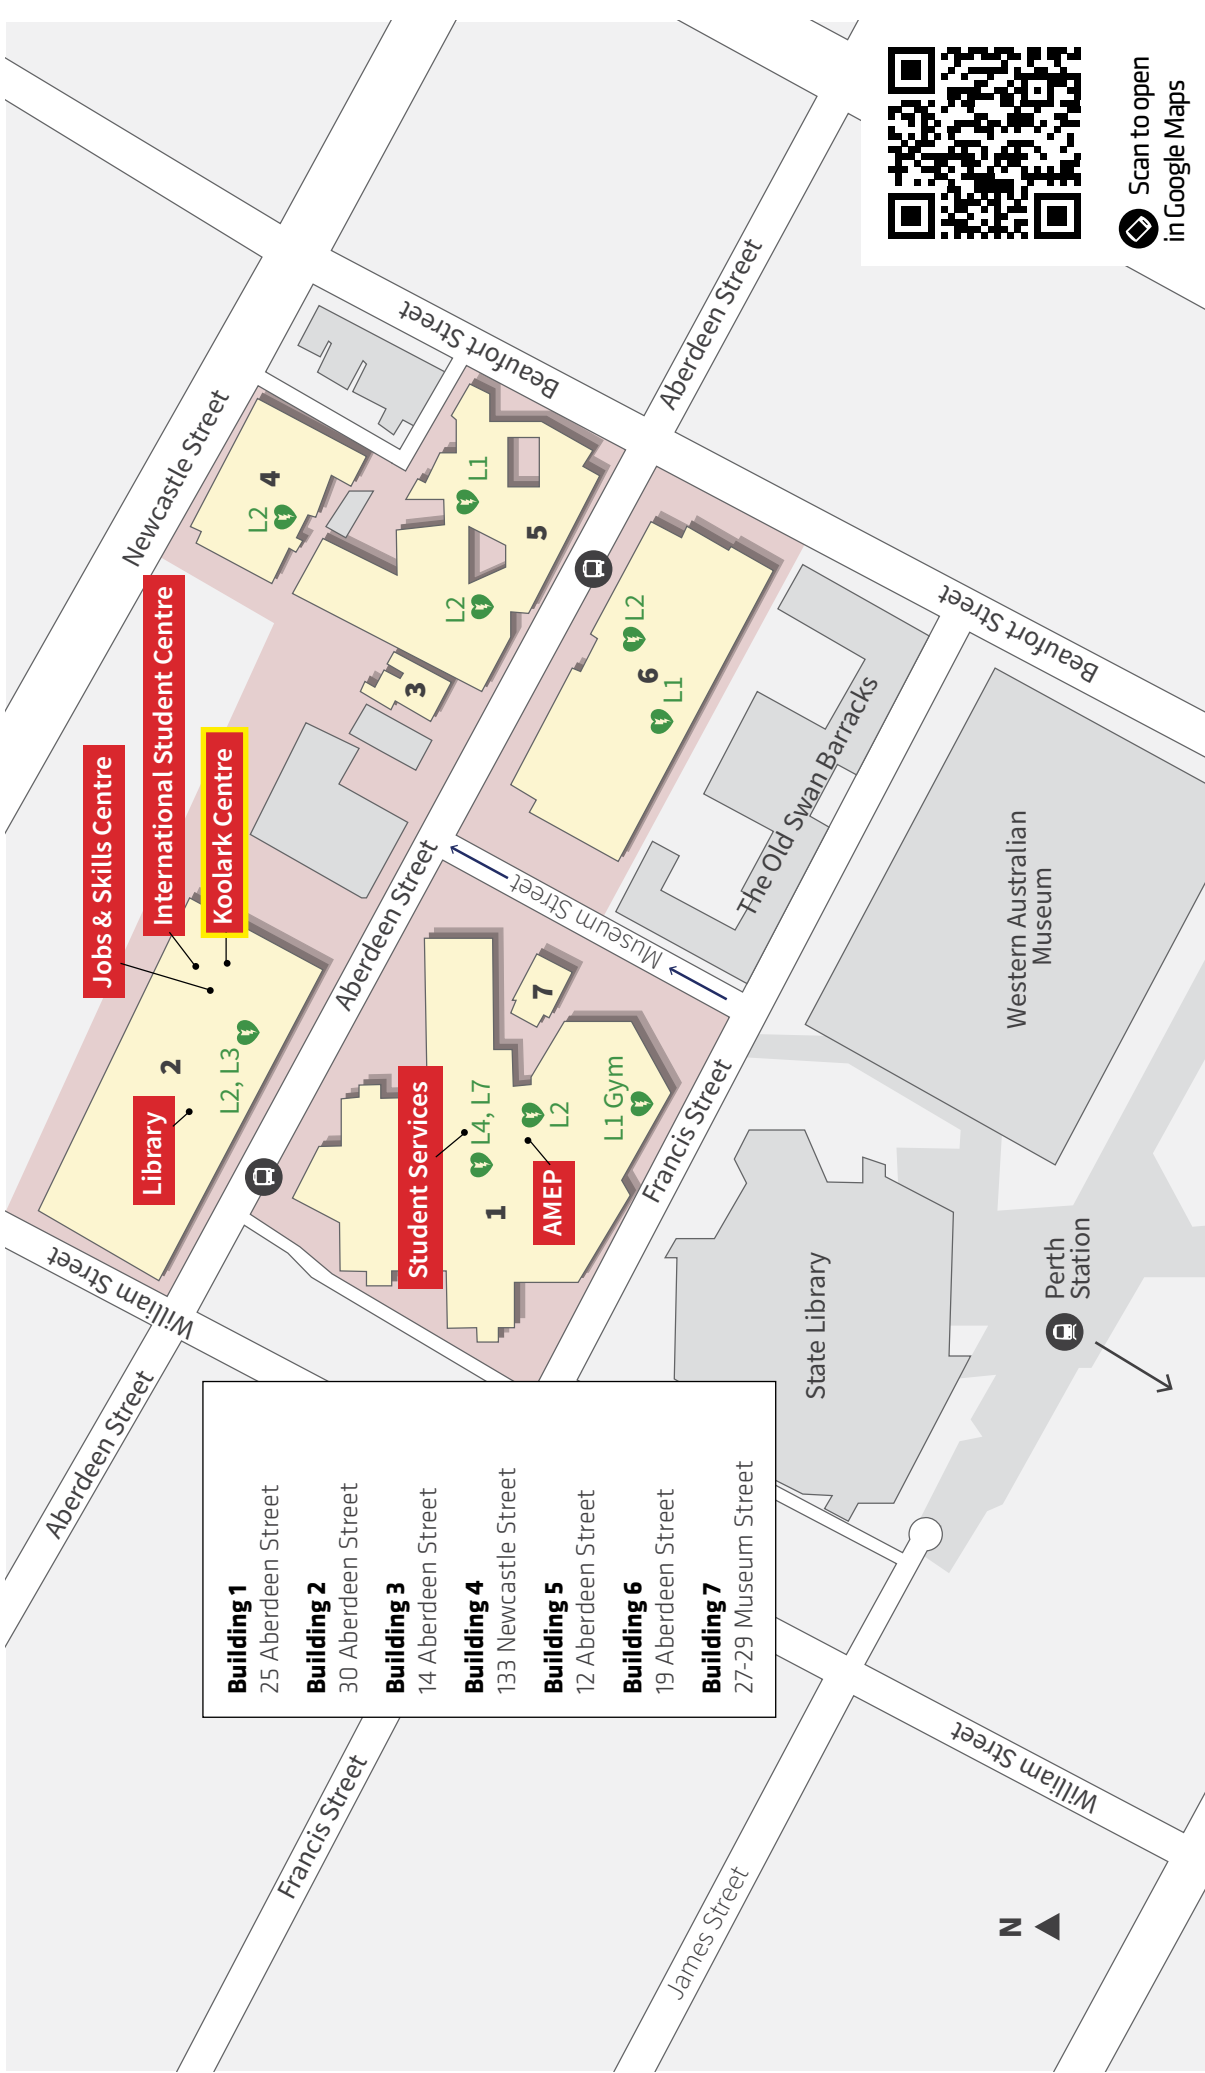 Newcastle Street
Beaufort Street
Aberdeen Street
Jobs & Skills Centre
International Student Centre
Koolark Centre
Library
2
L2, L3
4
L2
L1
5
L2
3
Aberdeen Street
L2
6
L1
Museum Street
7
Student Services
L4, L7
1
L2
AMEP
L1 Gym
Francis Street
The Old Swan Barracks
Beaufort Street
Western Australian
Museum
State Library
Perth
Station
William Street
Aberdeen Street
Francis Street
James Street
William Street
N
Building 1
25 Aberdeen Street
Building 2
30 Aberdeen Street
Building 3
14 Aberdeen Street
Building 4
133 Newcastle Street
Building 5
12 Aberdeen Street
Building 6
19 Aberdeen Street
Building 7
27-29 Museum Street
Scan to open
in Google Maps